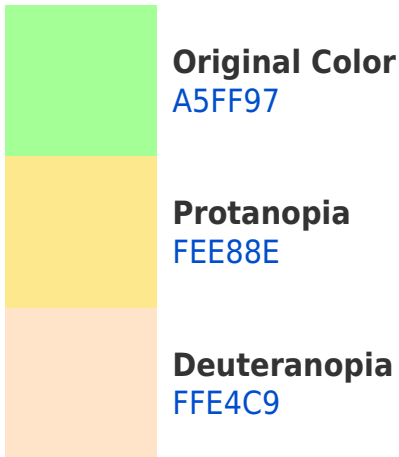 Original Color
A5FF97
Protanopia
FEE88E
Deuteranopia
FFE4C9